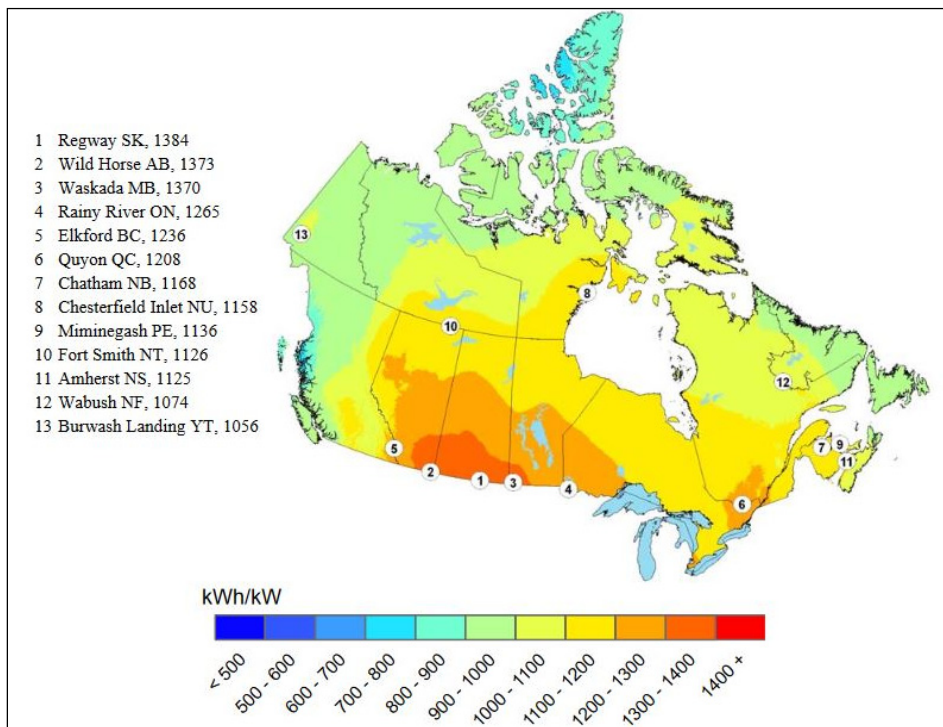 1 Regway SK, 1384
2 Wild Horse AB, 1373
3 Waskada MB, 1370
4 Rainy River ON, 1265
5 Elkford BC, 1236
6 Quyon QC, 1208
7 Chatham NB, 1168
8 Chesterfield Inlet NU, 1158
9 Miminegash PE, 1136
10 Fort Smith NT, 1126
11 Amherst NS, 1125
12 Wabush NF, 1074
13 Burwash Landing YT, 1056
13
8
10
12
5
2
1
3
4
7
9
11
6
kWh/kW
< 500
500 - 600
600 - 700
700 - 800
800 - 900
900 - 1000
1000 - 1100
1100 - 1200
1200 - 1300
1300 - 1400
1400 +